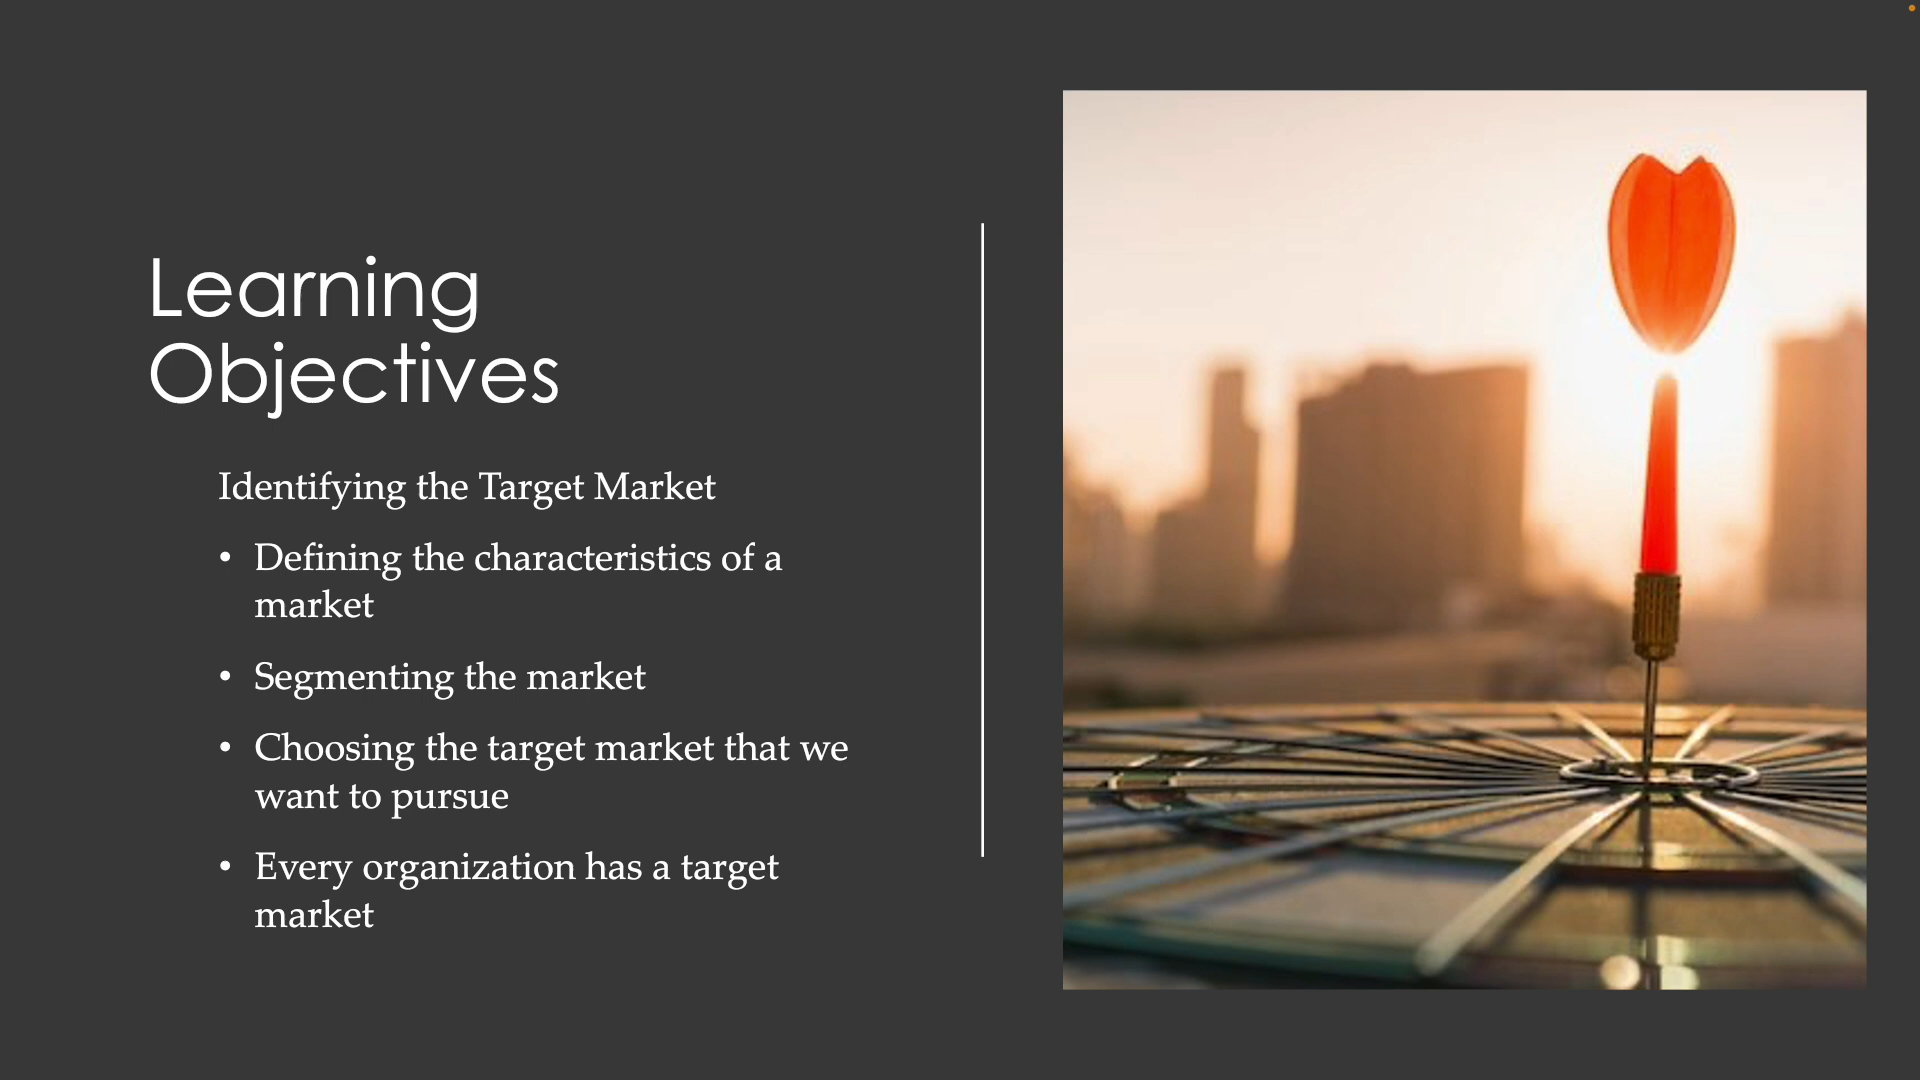 Learning
Objectives
Identifying the Target Market
• Defining the characteristics of a
market
• Segmenting the market
• Choosing the target market that we
want to pursue
• Every organization has a target
market